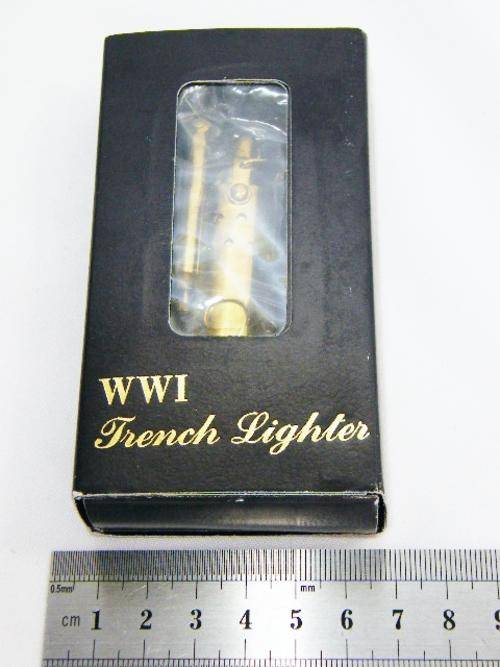 WWI
Trench Lighter
0.5mm mm
cm 1 2 3 4 5 6 7 8 9